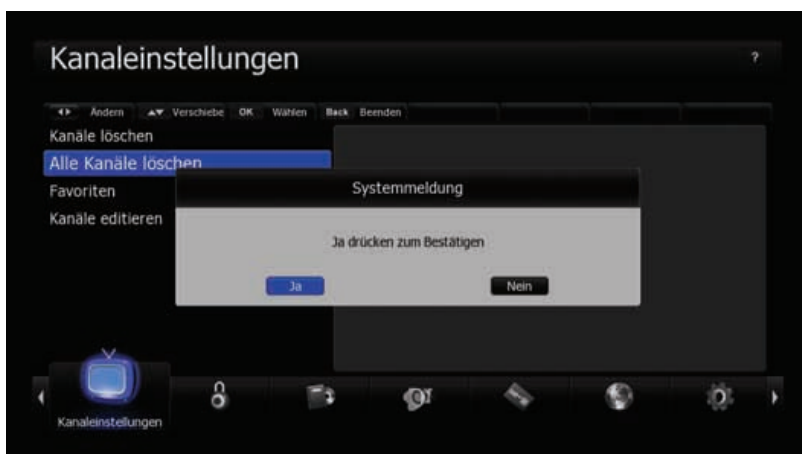 Kanaleinstellungen
?
Ändern Verschiebe OK Wählen Back Beenden
Kanäle löschen
Alle Kanäle löschen
Favoriten
Kanäle editieren
Systemmeldung
Ja drücken zum Bestätigen
Ja Nein
Kanaleinstellungen